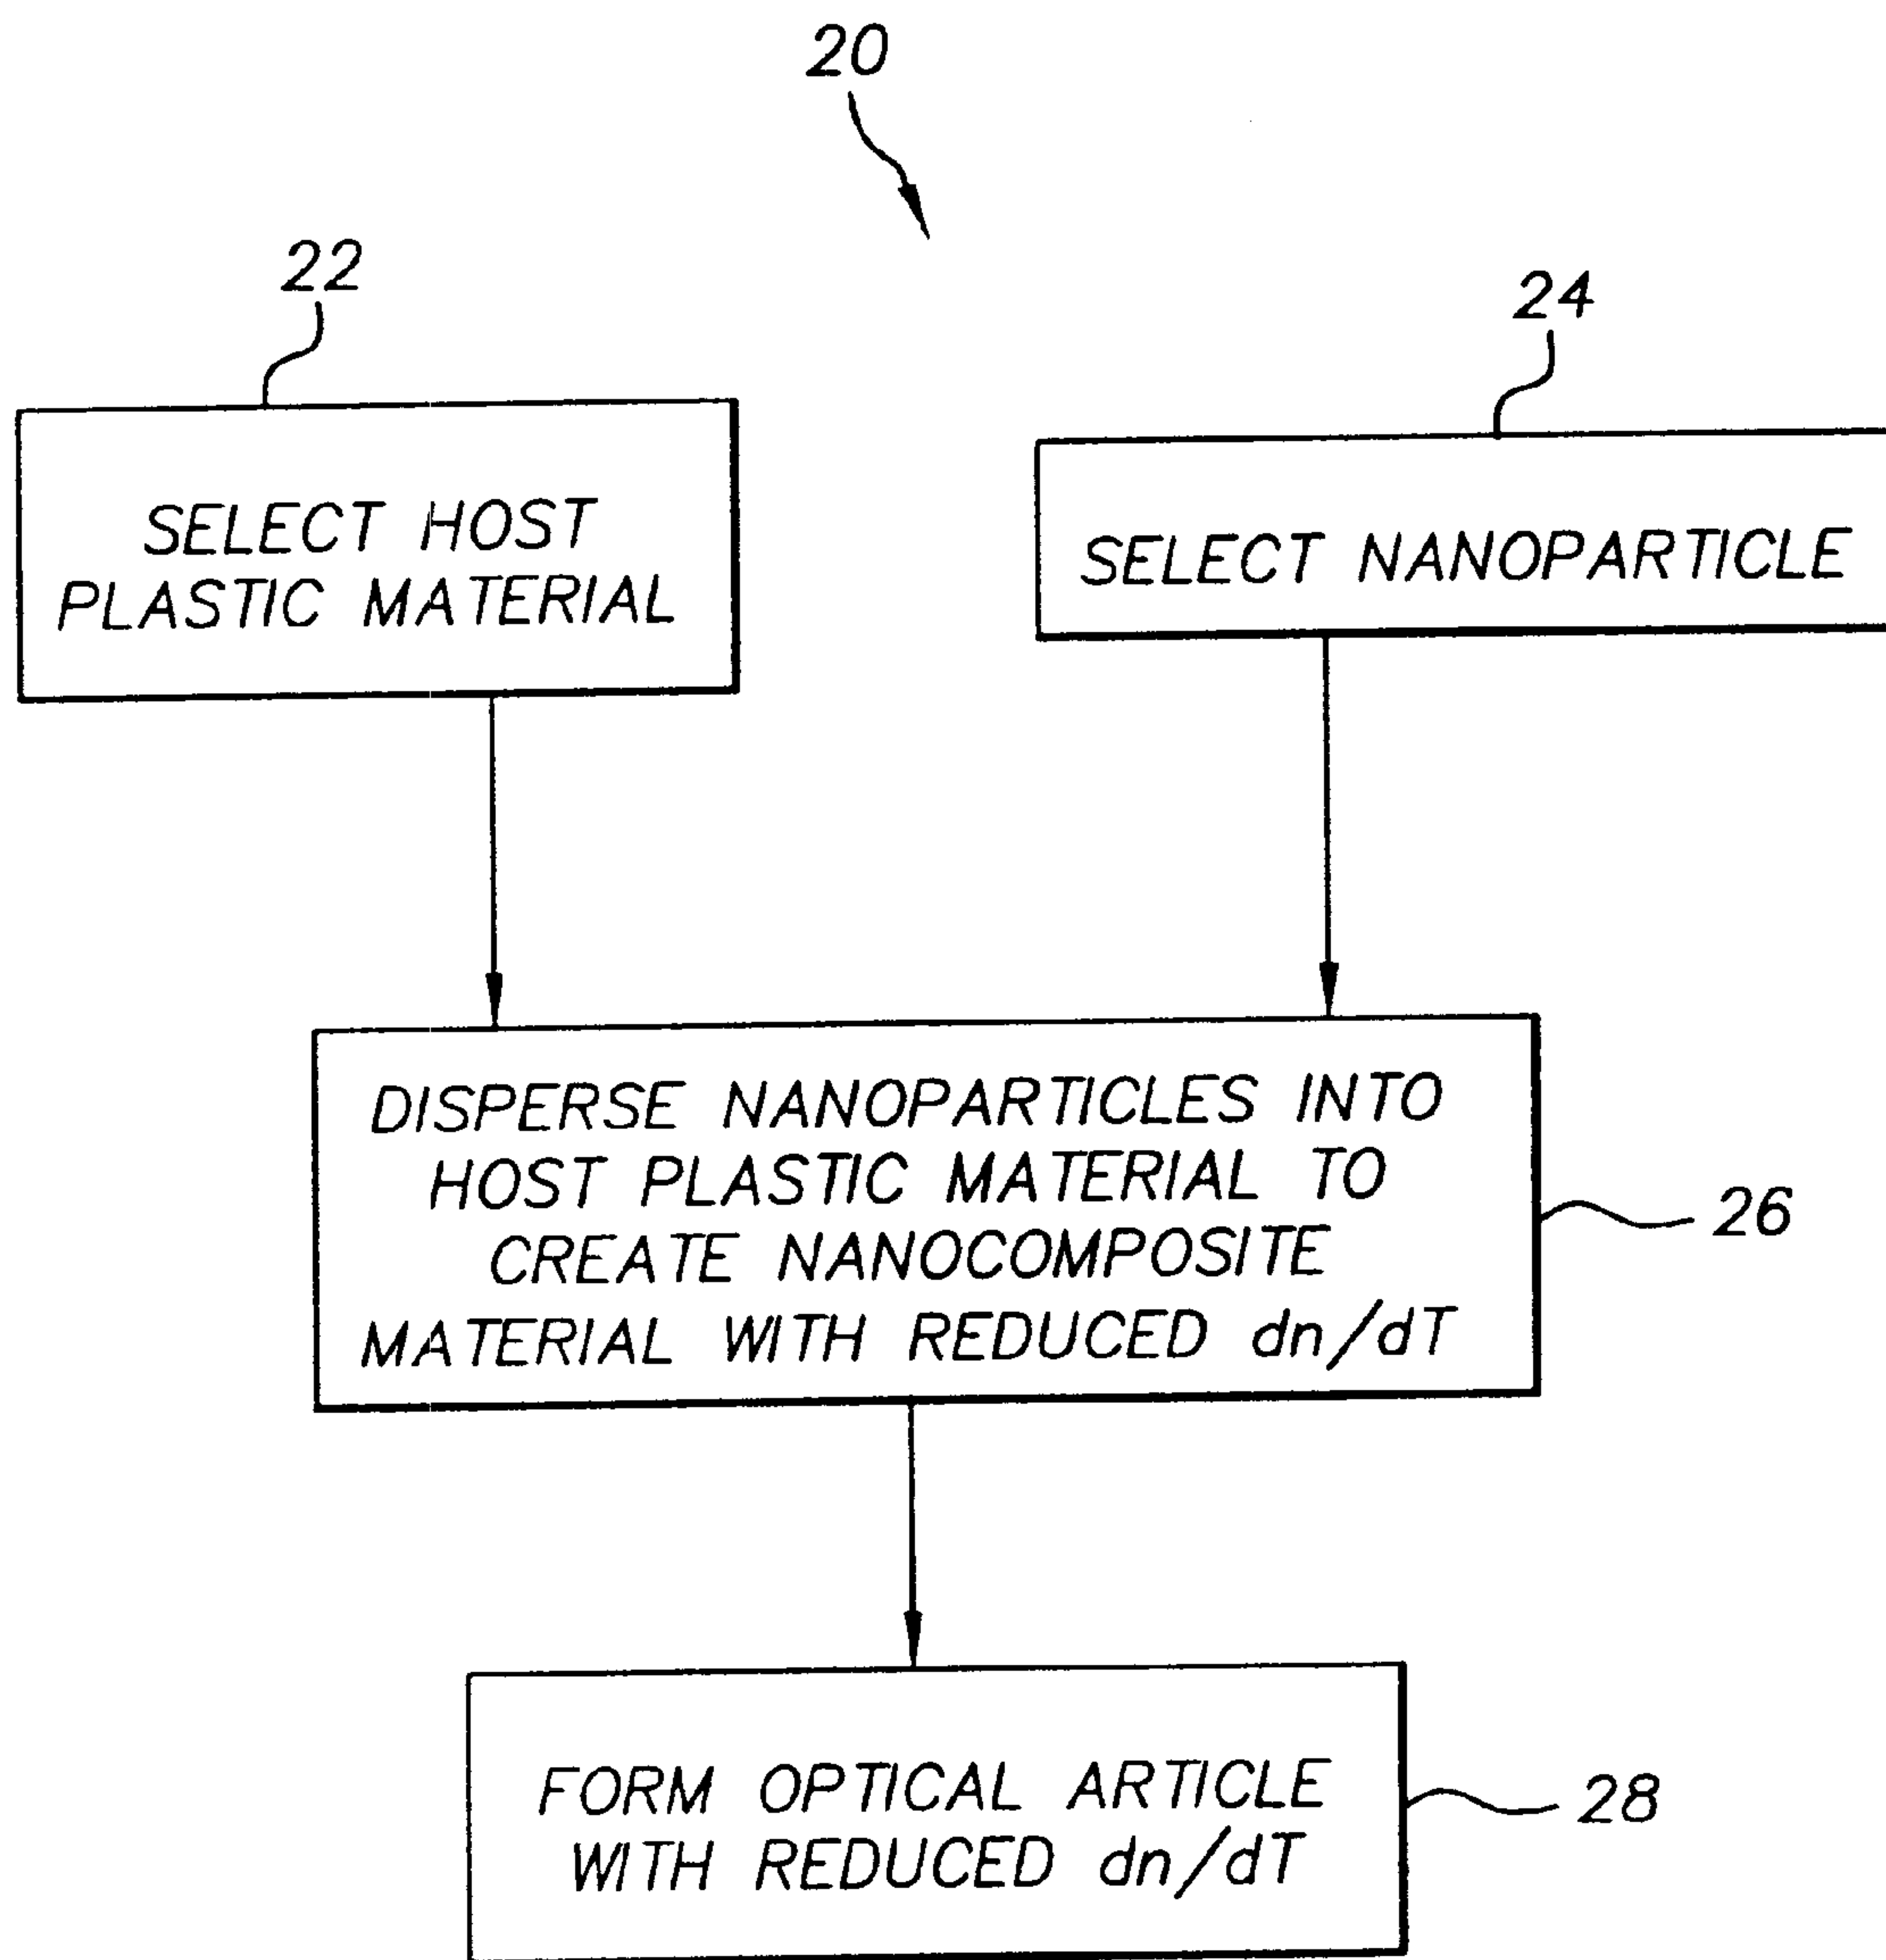 20
22
24
SELECT HOST
PLASTIC MATERIAL
SELECT NANOPARTICLE
DISPERSE NANOPARTICLES INTO
HOST PLASTIC MATERIAL TO
CREATE NANOCOMPOSITE
MATERIAL WITH REDUCED dn/dT
26
FORM OPTICAL ARTICLE
WITH REDUCED dn/dT
28